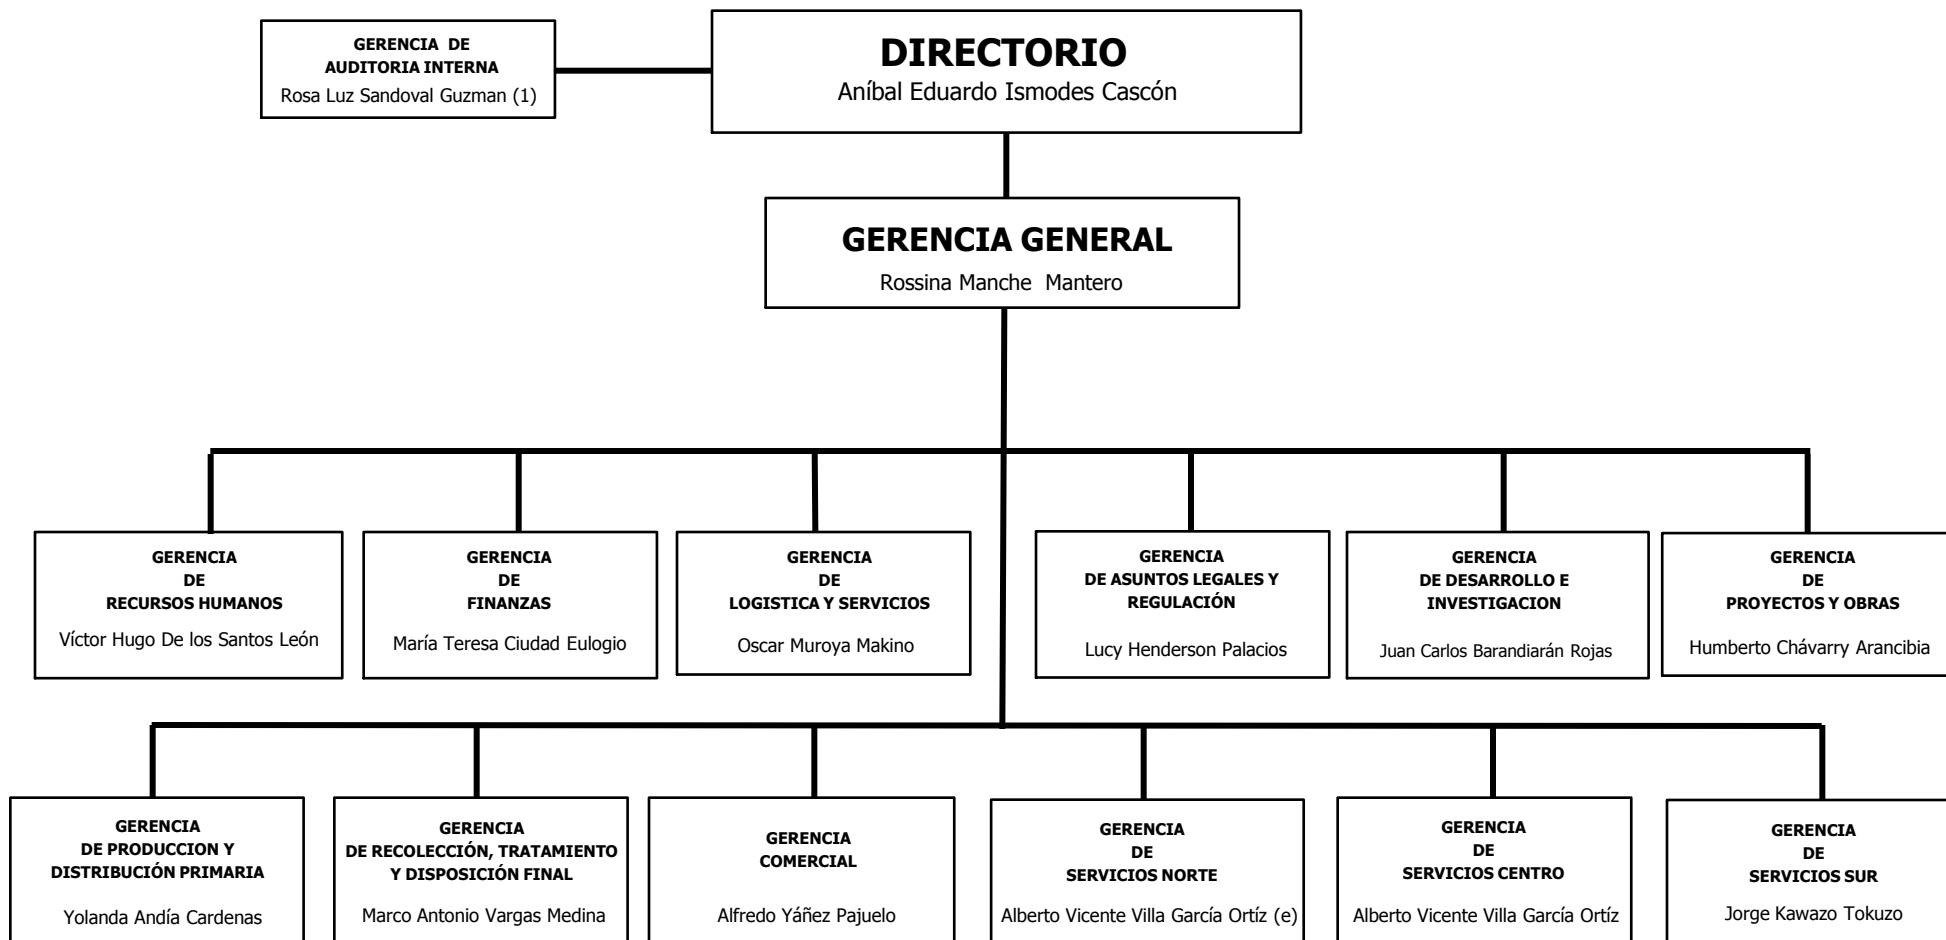 GERENCIA DE
AUDITORIA INTERNA
Rosa Luz Sandoval Guzman (1)
DIRECTORIO
Aníbal Eduardo Ismodes Cascón
GERENCIA GENERAL
Rossina Manche Mantero
GERENCIA
DE
RECURSOS HUMANOS
Víctor Hugo De los Santos León
GERENCIA
DE
FINANZAS
María Teresa Ciudad Eulogio
GERENCIA
DE
LOGISTICA Y SERVICIOS
Oscar Muroya Makino
GERENCIA
DE ASUNTOS LEGALES Y
REGULACIÓN
Lucy Henderson Palacios
GERENCIA
DE DESARROLLO E
INVESTIGACION
Juan Carlos Barandiarán Rojas
GERENCIA
DE
PROYECTOS Y OBRAS
Humberto Chávarry Arancibia
GERENCIA
DE PRODUCCION Y
DISTRIBUCIÓN PRIMARIA
Yolanda Andía Cardenas
GERENCIA
DE RECOLECCIÓN, TRATAMIENTO
Y DISPOSICIÓN FINAL
Marco Antonio Vargas Medina
GERENCIA
COMERCIAL
Alfredo Yáñez Pajuelo
GERENCIA
DE
SERVICIOS NORTE
Alberto Vicente Villa García Ortíz (e)
GERENCIA
DE
SERVICIOS CENTRO
Alberto Vicente Villa García Ortíz
GERENCIA
DE
SERVICIOS SUR
Jorge Kawazo Tokuzo